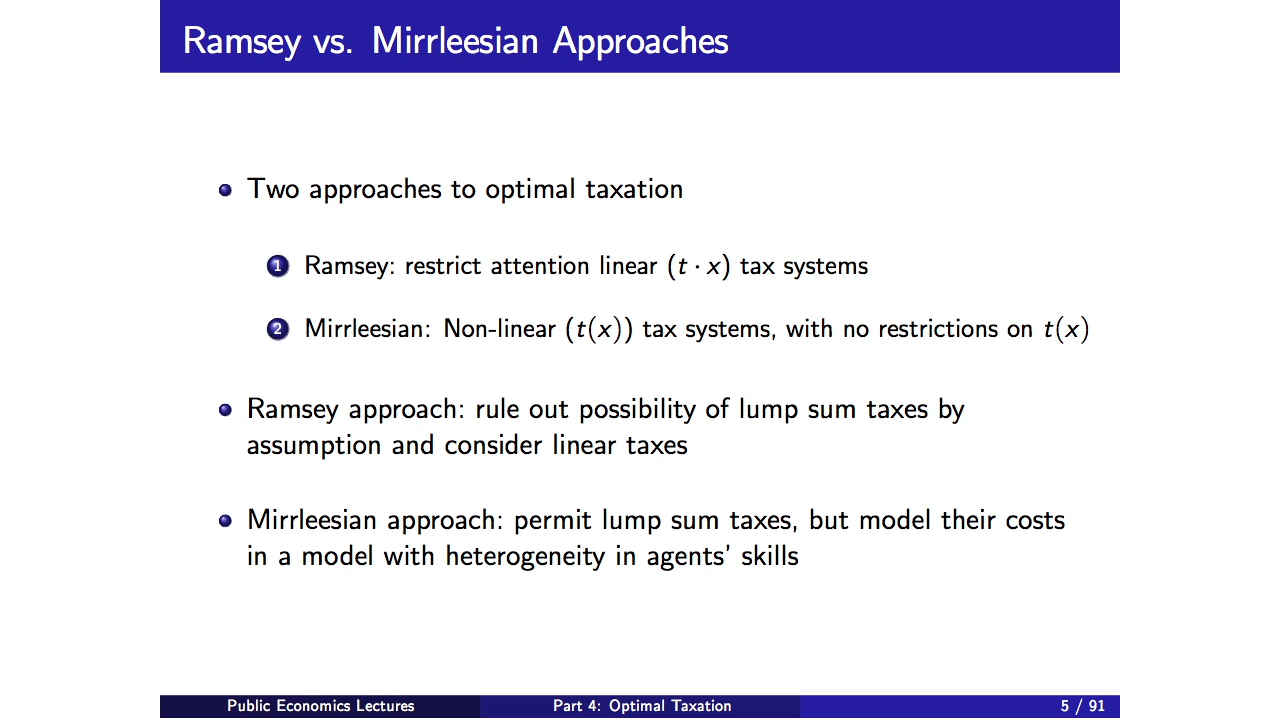 Ramsey vs. Mirrleesian Approaches
Two approaches to optimal taxation
1 Ramsey: restrict attention linear (t · x) tax systems
2 Mirrleesian: Non-linear (t(x)) tax systems, with no restrictions on t(x)
Ramsey approach: rule out possibility of lump sum taxes by
assumption and consider linear taxes
Mirrleesian approach: permit lump sum taxes, but model their costs
in a model with heterogeneity in agents' skills
Public Economics Lectures Part 4: Optimal Taxation 5 / 91